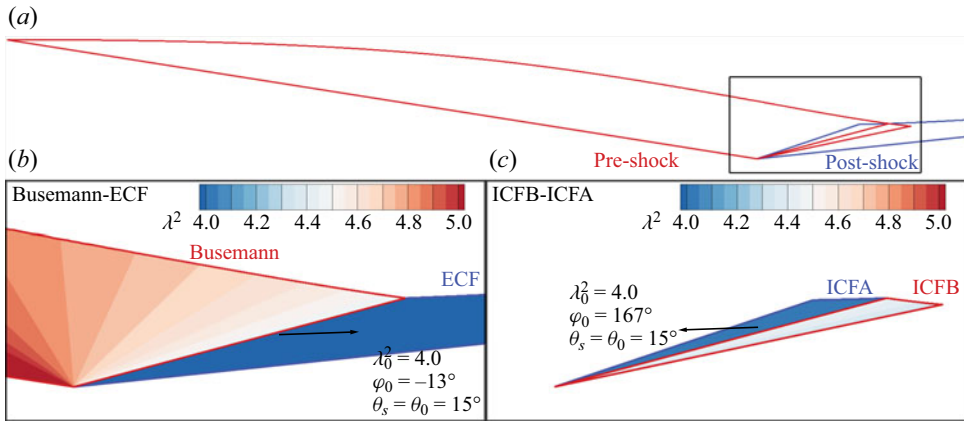 (a)
Pre-shock
Post-shock
(b)
(c)
Busemann-ECF
λ² 4.0 4.2 4.4 4.6 4.8 5.0
Busemann
ECF
λ₀² = 4.0
φ₀ = –13°
θₛ = θ₀ = 15°
ICFB-ICFA
λ² 4.0 4.2 4.4 4.6 4.8 5.0
ICFA
ICFB
λ₀² = 4.0
φ₀ = 167°
θₛ = θ₀ = 15°